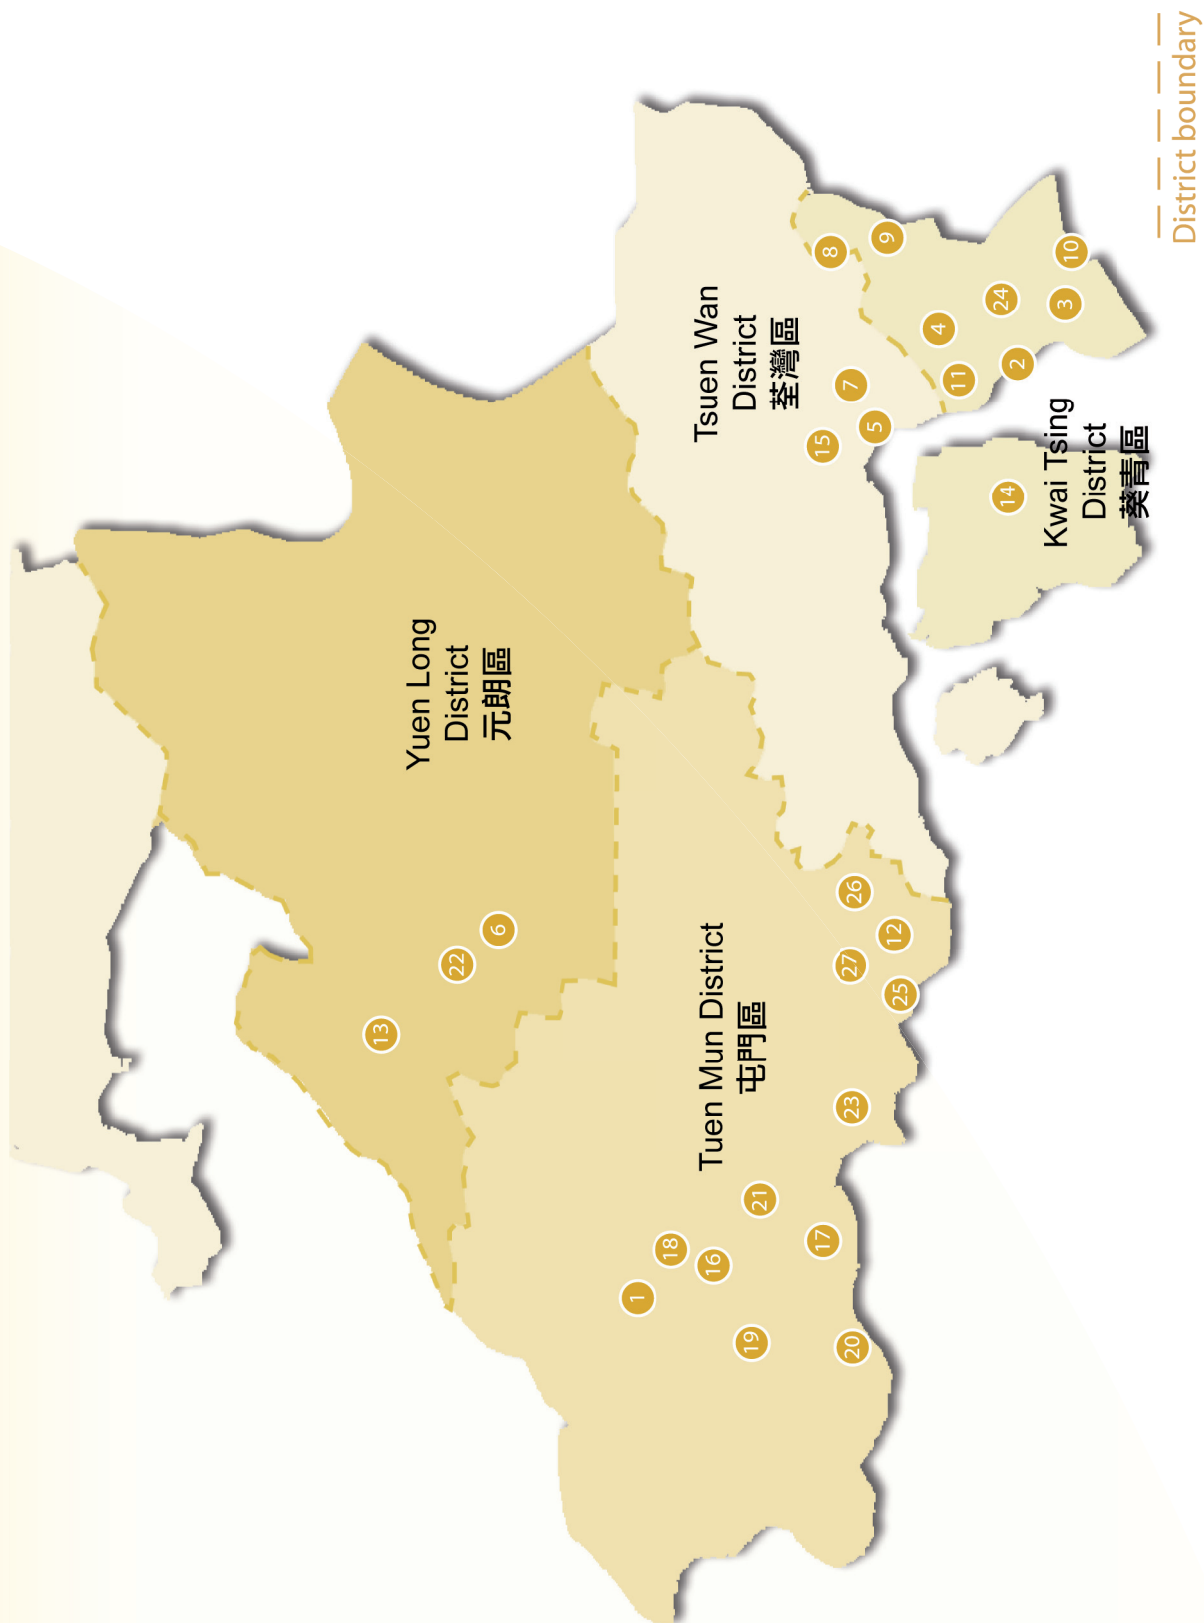 13
Yuen Long
District
元朗區
22
6
1
18
16
Tuen Mun District
屯門區
19
21
Tsuen Wan
District
荃灣區
15
17
8
20
23
27
7
26
5
9
12
25
4
11
24
14
2
Kwai Tsing
District
葵青區
3
10
District boundary